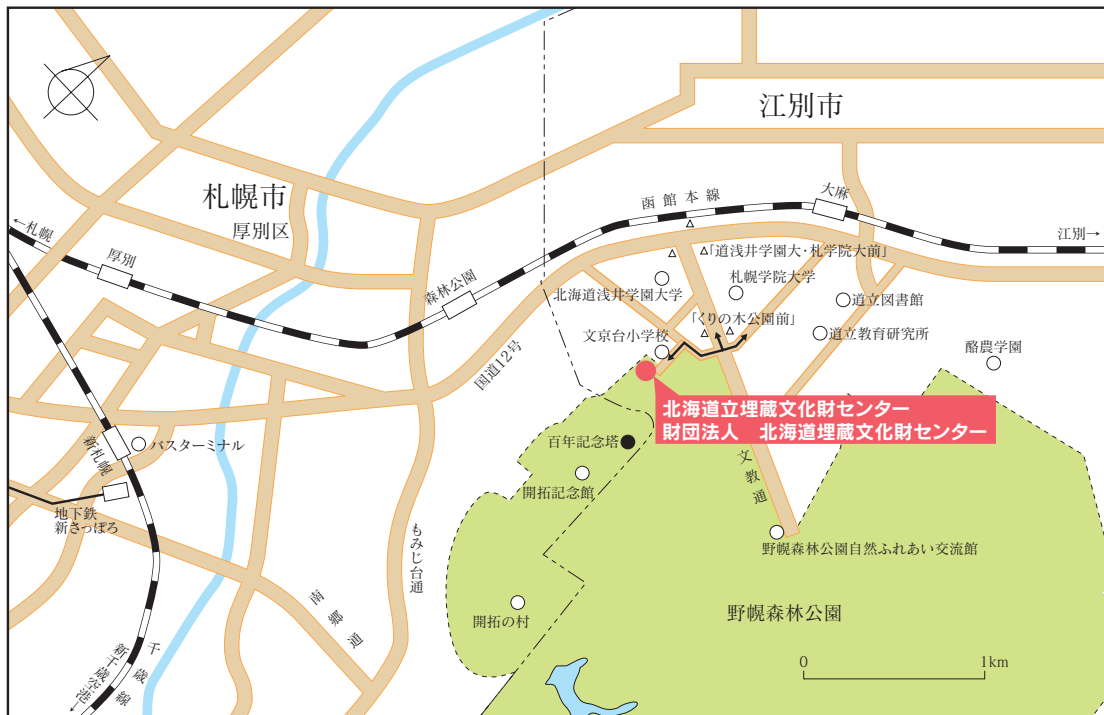 江別市
札幌市
厚別区
←札幌
厚別
森林公園
函館本線
大麻
江別→
「道浅井学園大・札学院大前」
北海道浅井学園大学
札幌学院大学
道立図書館
「くりの木公園前」
文京台小学校
道立教育研究所
酪農学園
国道12号
北海道立埋蔵文化財センター
財団法人　北海道埋蔵文化財センター
新札幌
バスターミナル
百年記念塔
文教通
開拓記念館
地下鉄
新さっぽろ
もみじ台通
野幌森林公園自然ふれあい交流館
南郷通
開拓の村
野幌森林公園
千歳線
新千歳空港
←
0
1km